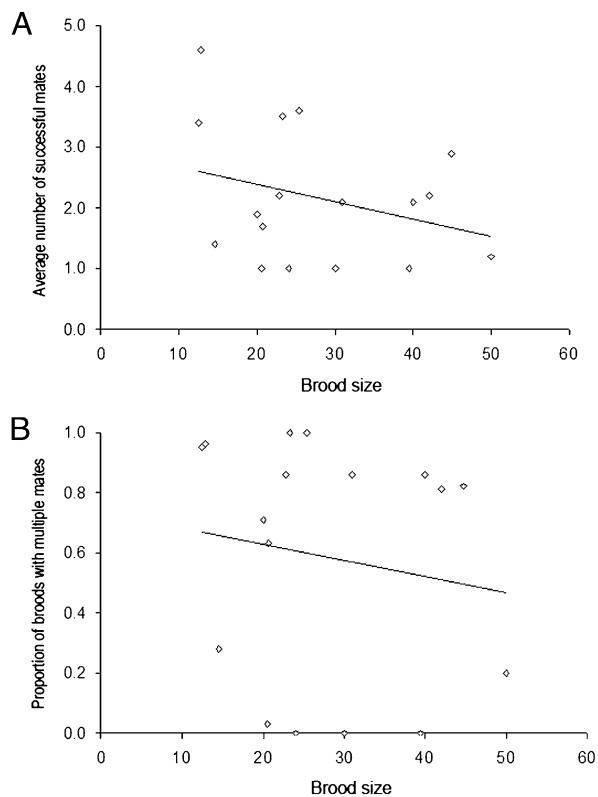 A
5.0
4.0
3.0
2.0
1.0
0.0
Average number of successful mates
0 10 20 30 40 50 60
Brood size
B
1.0
0.8
0.6
0.4
0.2
0.0
Proportion of broods with multiple mates
0 10 20 30 40 50 60
Brood size